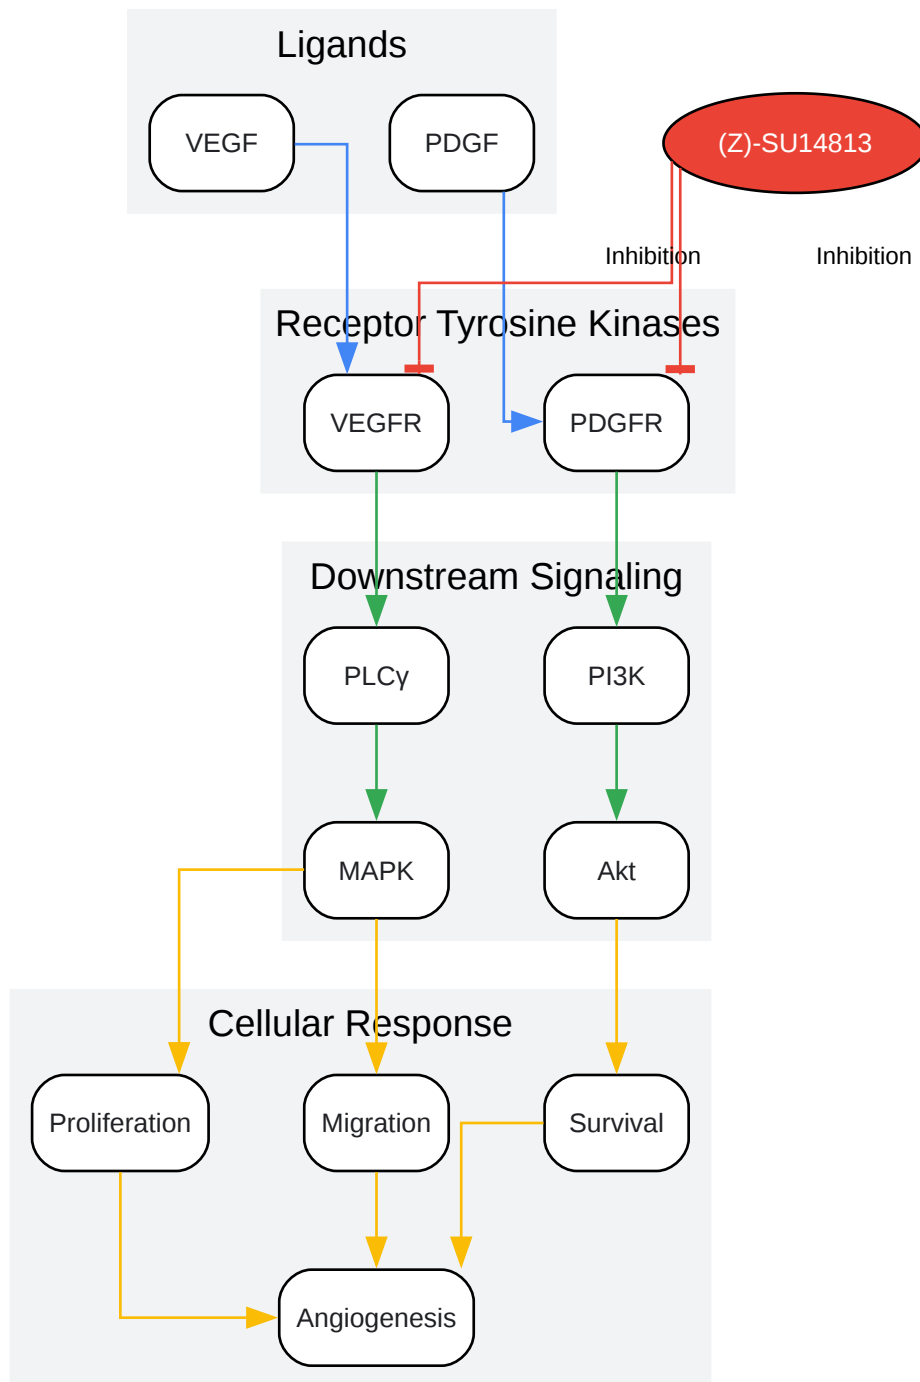 Ligands
VEGF
PDGF
(Z)-SU14813
Inhibition
Inhibition
Receptor Tyrosine Kinases
VEGFR
PDGFR
Downstream Signaling
PLCγ
PI3K
MAPK
Akt
Cellular Response
Proliferation
Migration
Survival
Angiogenesis